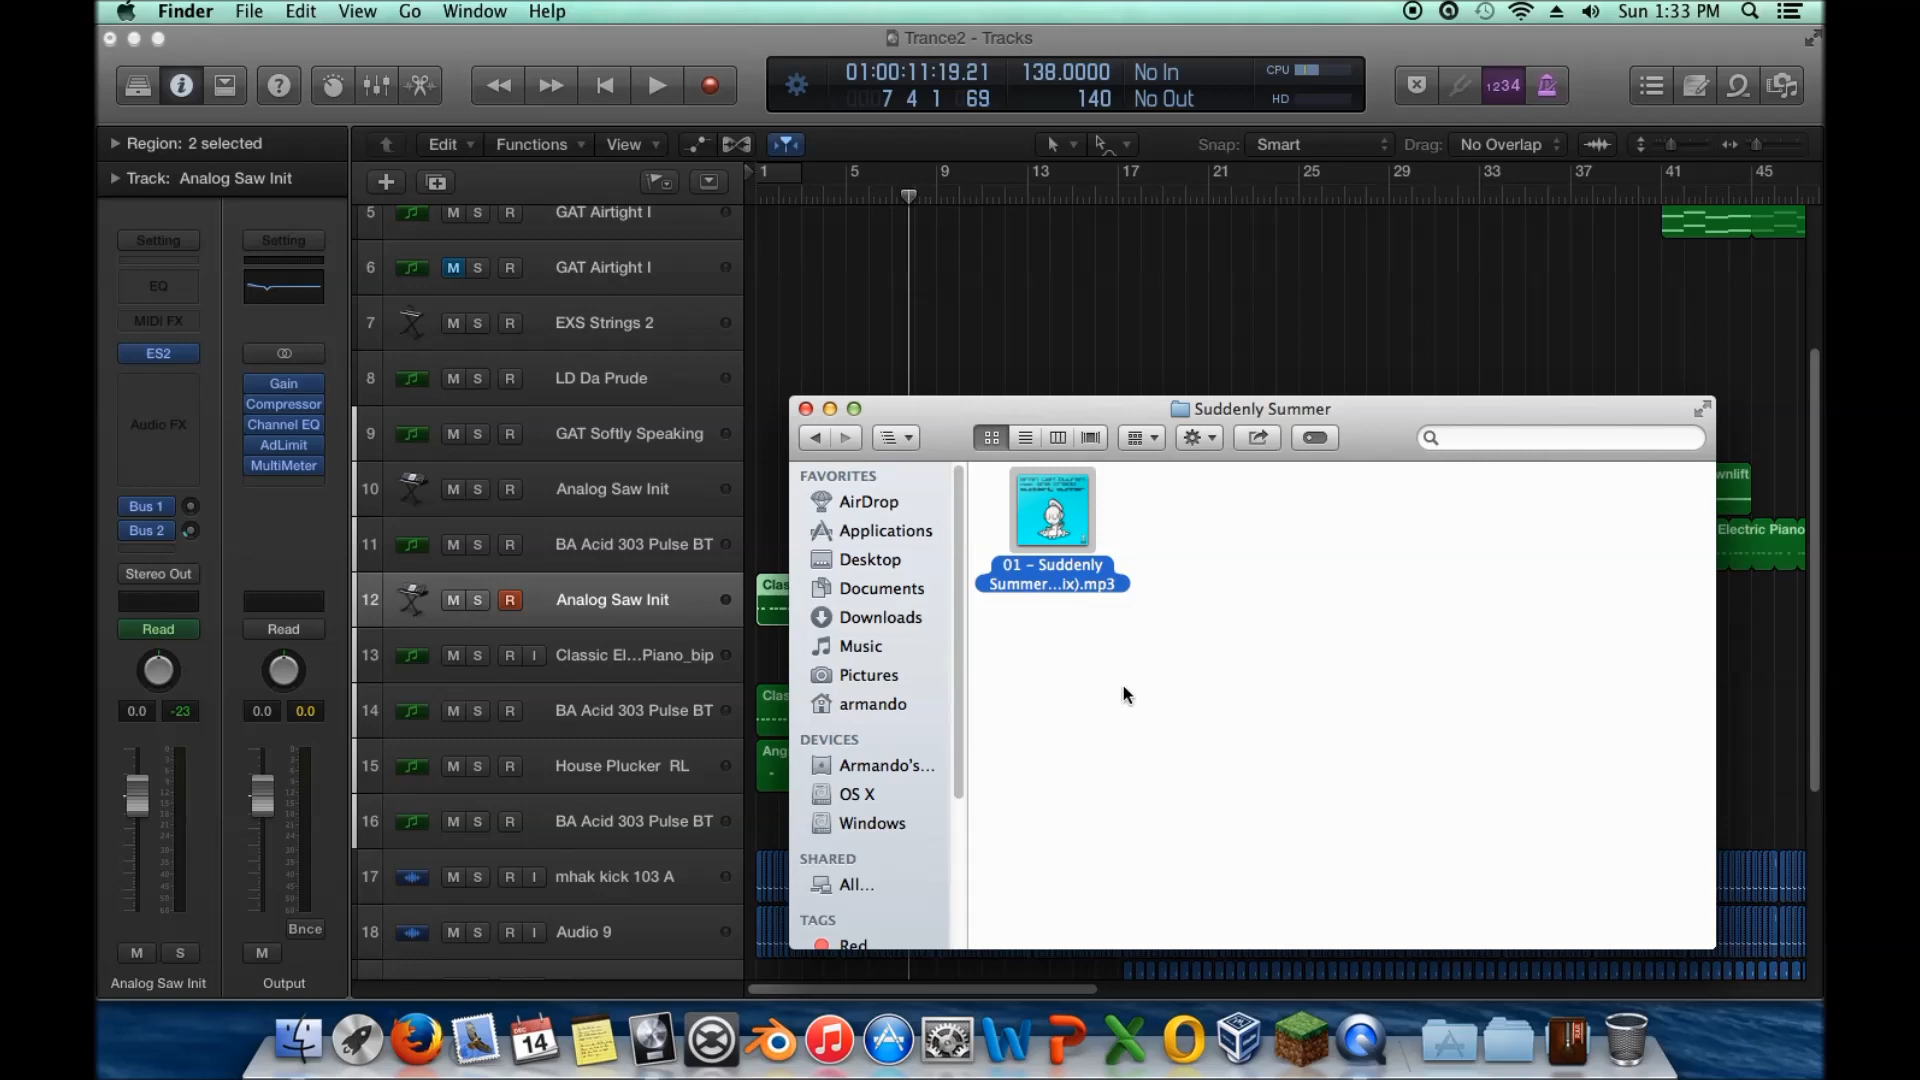 Finder File Edit View Go Window Help
Sun 1:33 PM
Trance2 - Tracks
01:00:11:19.21 138.0000 No In CPU
7 4 1 69 140 No Out HD
1234
Region: 2 selected
Edit Functions View
Snap: Smart Drag: No Overlap
Track: Analog Saw Init
1 5 9 13 17 21 25 29 33 37 41 45
Setting Setting
EQ
MIDI FX
ES2
Gain
Compressor
Audio FX
Channel EQ
AdLimit
MultiMeter
Bus 1
Bus 2
Stereo Out
Read Read
0.0 -23 0.0 0.0
Bnce
M S M
Analog Saw Init Output
5 M S R GAT Airtight I
6 M S R GAT Airtight I
7 M S R EXS Strings 2
8 M S R LD Da Prude
9 M S R GAT Softly Speaking
10 M S R Analog Saw Init
11 M S R BA Acid 303 Pulse BT
12 M S R Analog Saw Init
13 M S R I Classic El...Piano_bip
14 M S R BA Acid 303 Pulse BT
15 M S R House Plucker RL
16 M S R BA Acid 303 Pulse BT
17 M S R I mhak kick 103 A
18 M S R I Audio 9
Clas
Clas
Ang
wnlift
Electric Piano
Suddenly Summer
FAVORITES
AirDrop
Applications
Desktop
Documents
Downloads
Music
Pictures
armando
DEVICES
Armando's...
OS X
Windows
SHARED
All...
TAGS
Red
01 - Suddenly
Summer...ix).mp3
DEC
14